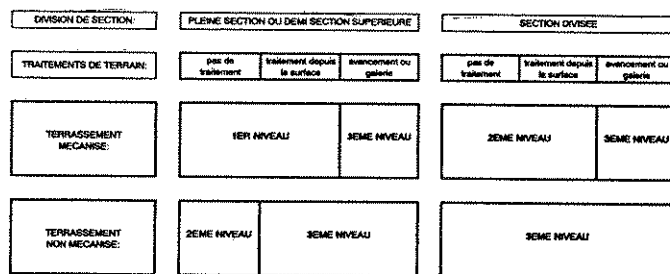 DIVISION DE SECTION:
PLEINE SECTION OU DEMI SECTION SUPERIEURE
SECTION DIVISEE
TRAITEMENTS DE TERRAIN:
pas de traitement
traitement depuis la surface
avancement ou galerie
pas de traitement
traitement depuis la surface
avancement ou galerie
TERRASSEMENT
MECANISE:
1ER NIVEAU
3EME NIVEAU
2EME NIVEAU
3EME NIVEAU
TERRASSEMENT
NON MECANISE:
2EME NIVEAU
3EME NIVEAU
3EME NIVEAU